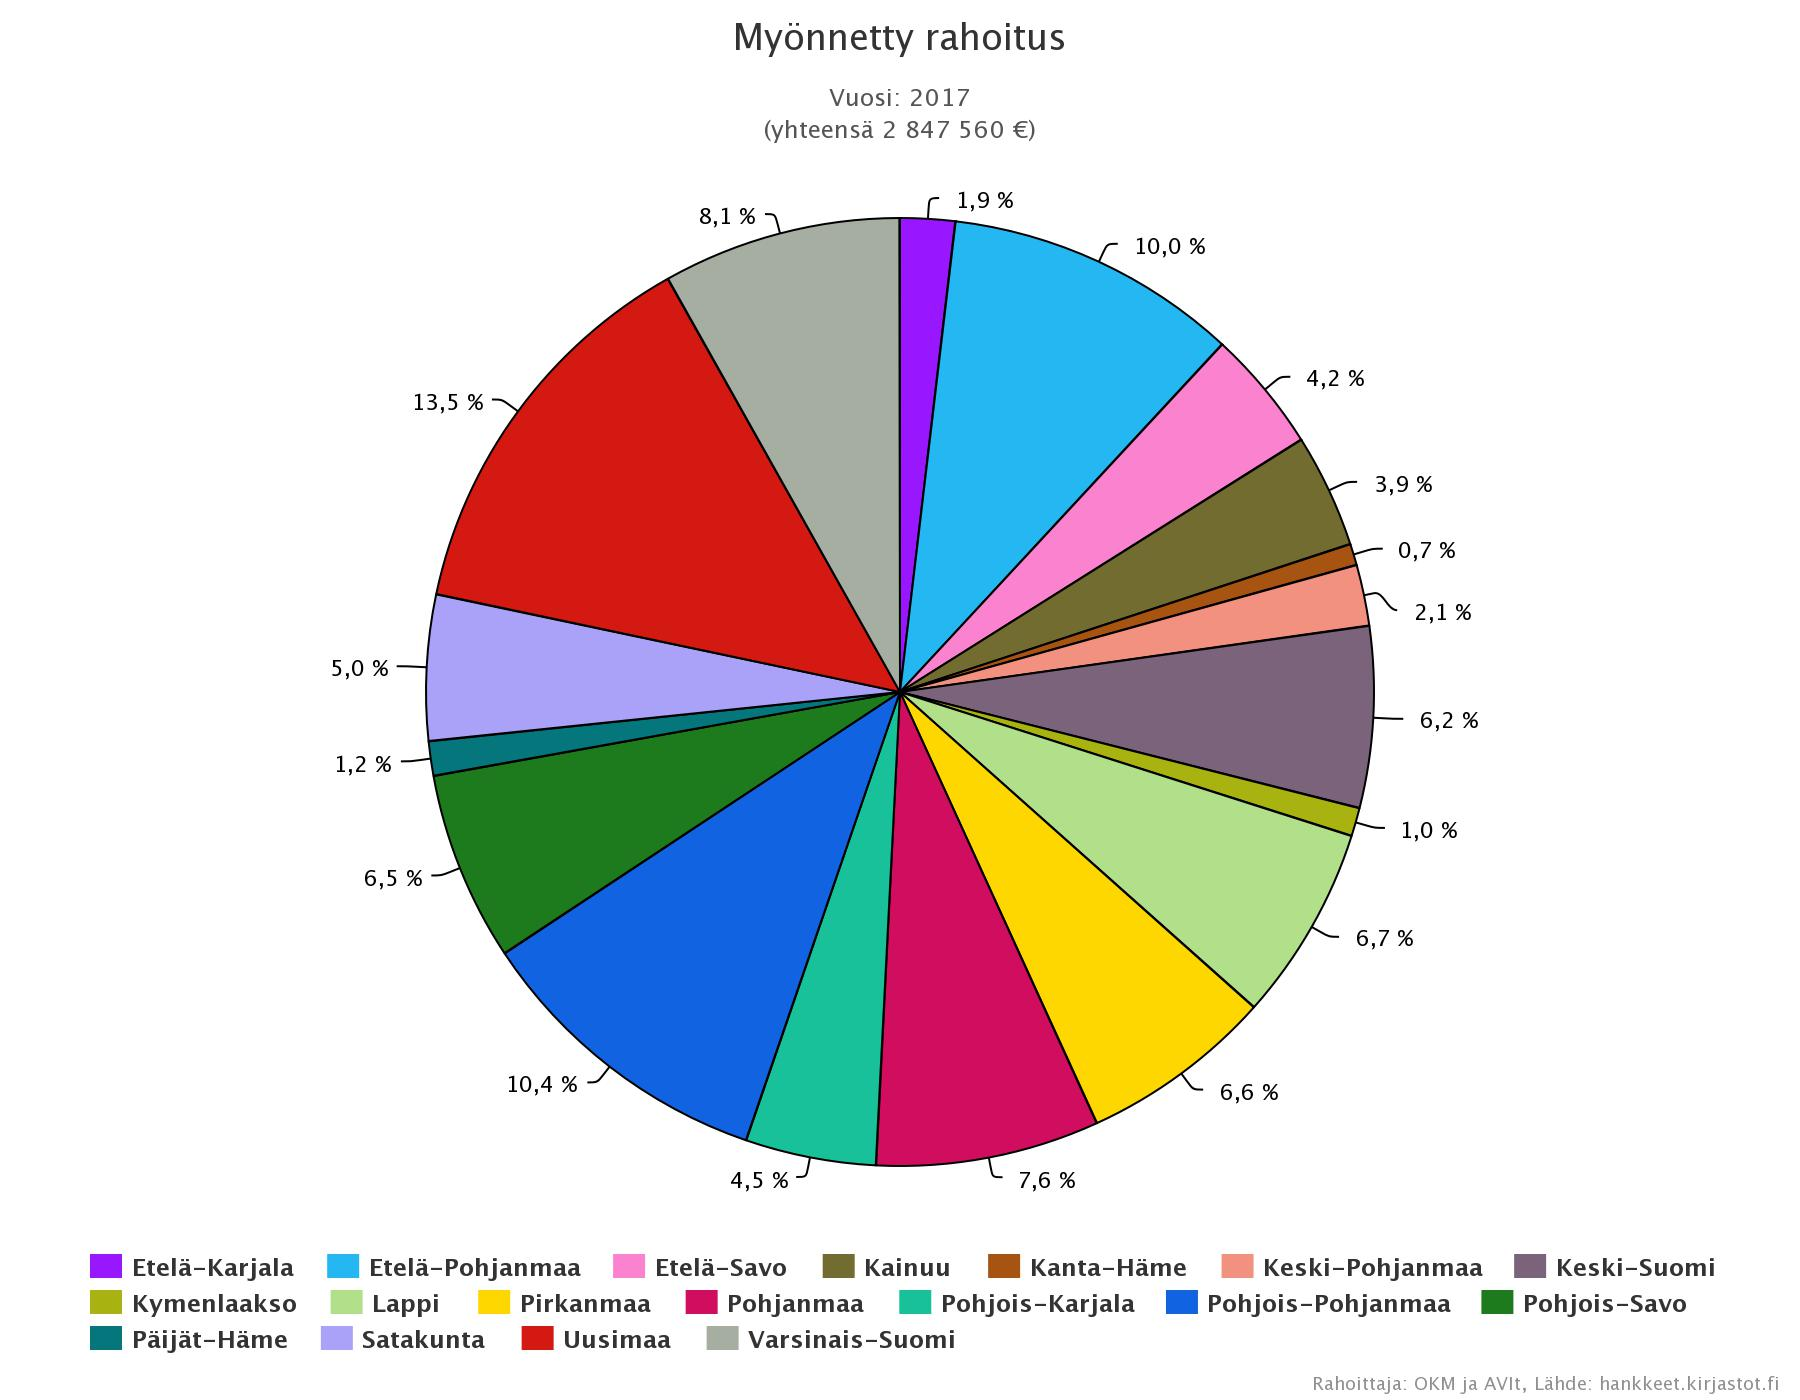 Myönnetty rahoitus
Vuosi: 2017
(yhteensä 2 847 560 €)
1,9 %
10,0 %
4,2 %
3,9 %
0,7 %
2,1 %
6,2 %
1,0 %
6,7 %
6,6 %
7,6 %
4,5 %
10,4 %
6,5 %
1,2 %
5,0 %
13,5 %
8,1 %
Etelä-Karjala Etelä-Pohjanmaa Etelä-Savo Kainuu Kanta-Häme Keski-Pohjanmaa Keski-Suomi
Kymenlaakso Lappi Pirkanmaa Pohjanmaa Pohjois-Karjala Pohjois-Pohjanmaa Pohjois-Savo
Päijät-Häme Satakunta Uusimaa Varsinais-Suomi
Rahoittaja: OKM ja AVIt, Lähde: hankkeet.kirjastot.fi